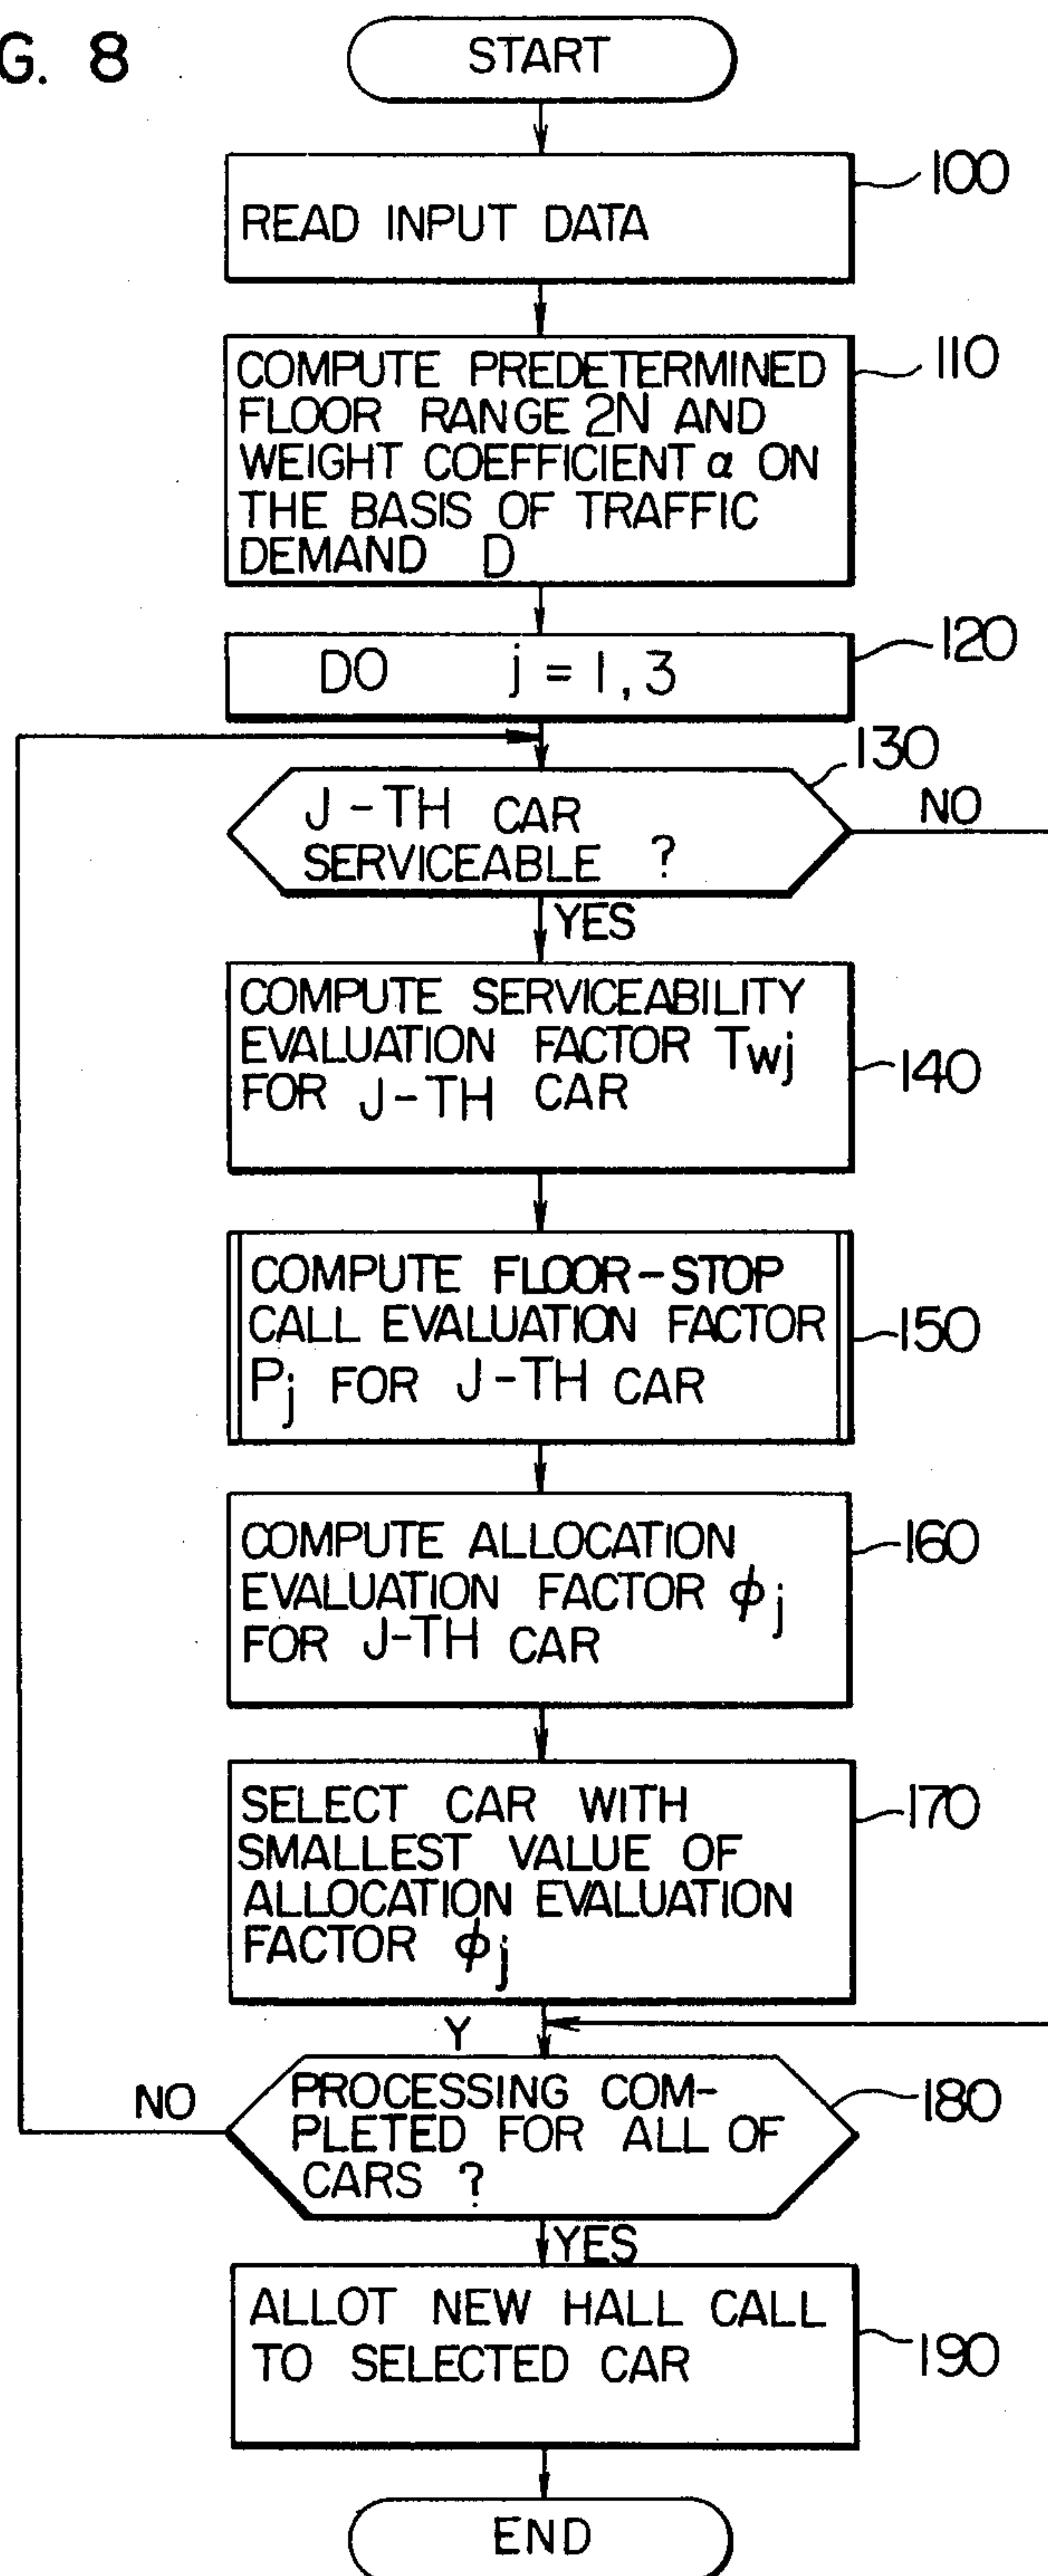 G. 8
START
100
READ INPUT DATA
110
COMPUTE PREDETERMINED
FLOOR RANGE 2N AND
WEIGHT COEFFICIENT α ON
THE BASIS OF TRAFFIC
DEMAND D
120
DO j = 1, 3
130
J-TH CAR
SERVICEABLE ?
NO
YES
COMPUTE SERVICEABILITY
EVALUATION FACTOR Twj
FOR J-TH CAR
140
COMPUTE FLOOR-STOP
CALL EVALUATION FACTOR
Pj FOR J-TH CAR
150
COMPUTE ALLOCATION
EVALUATION FACTOR ϕj
FOR J-TH CAR
160
SELECT CAR WITH
SMALLEST VALUE OF
ALLOCATION EVALUATION
FACTOR ϕj
170
Y
NO
PROCESSING COM-
PLETED FOR ALL OF
CARS ?
180
YES
ALLOT NEW HALL CALL
TO SELECTED CAR
190
END